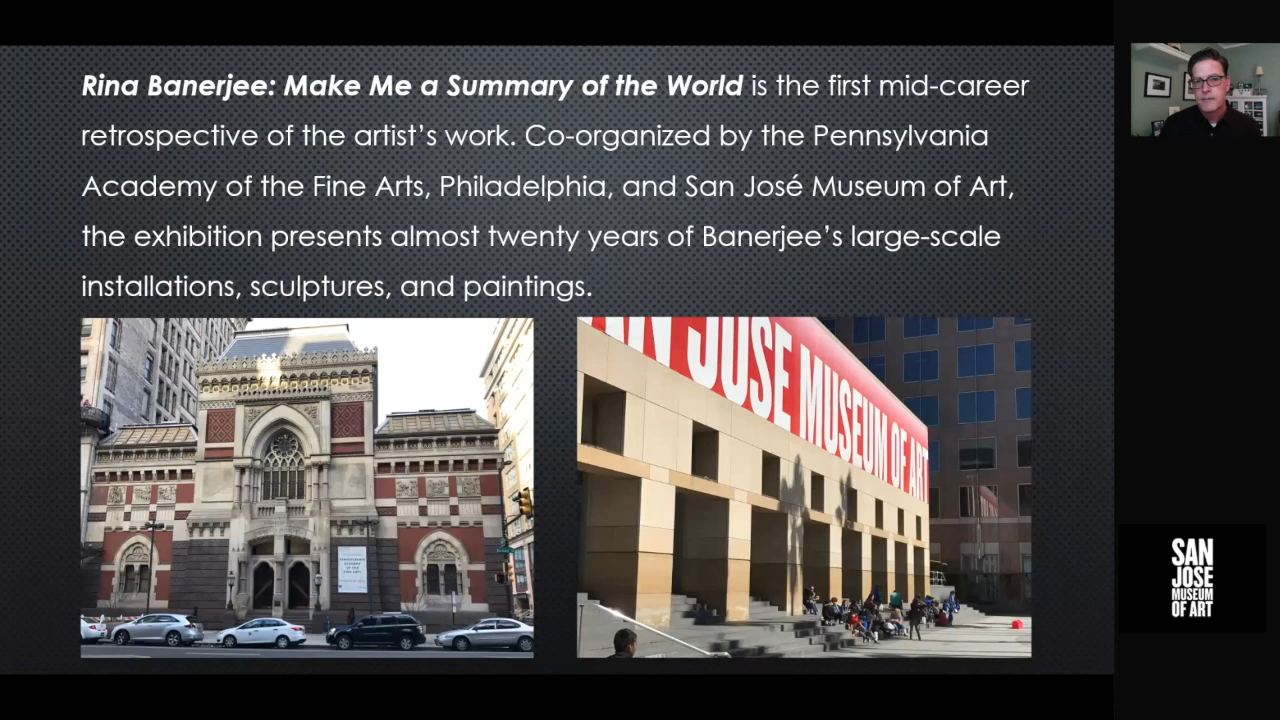 Rina Banerjee: Make Me a Summary of the World is the first mid-career
retrospective of the artist’s work. Co-organized by the Pennsylvania
Academy of the Fine Arts, Philadelphia, and San José Museum of Art,
the exhibition presents almost twenty years of Banerjee’s large-scale
installations, sculptures, and paintings.
JOSE MUSEUM OF ART
SAN
JOSE
MUSEUM
OF ART